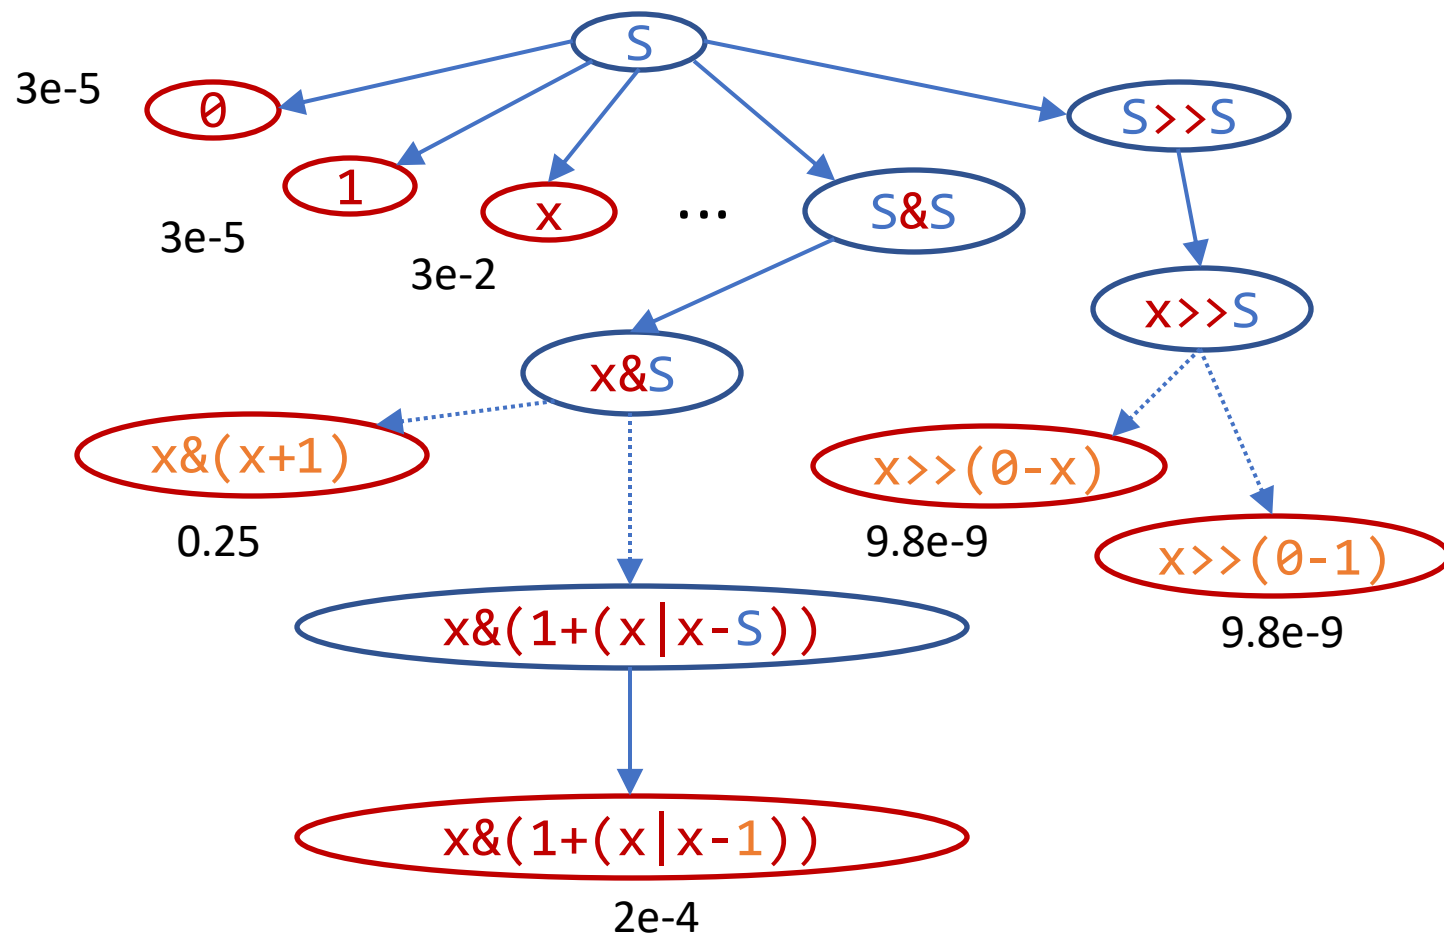 S
3e-5
0
S>>S
1
x
...
S&S
3e-5
3e-2
x>>S
x&S
x&(x+1)
x>>(0-x)
0.25
9.8e-9
x>>(0-1)
x&(1+(x|x-S))
9.8e-9
x&(1+(x|x-1))
2e-4